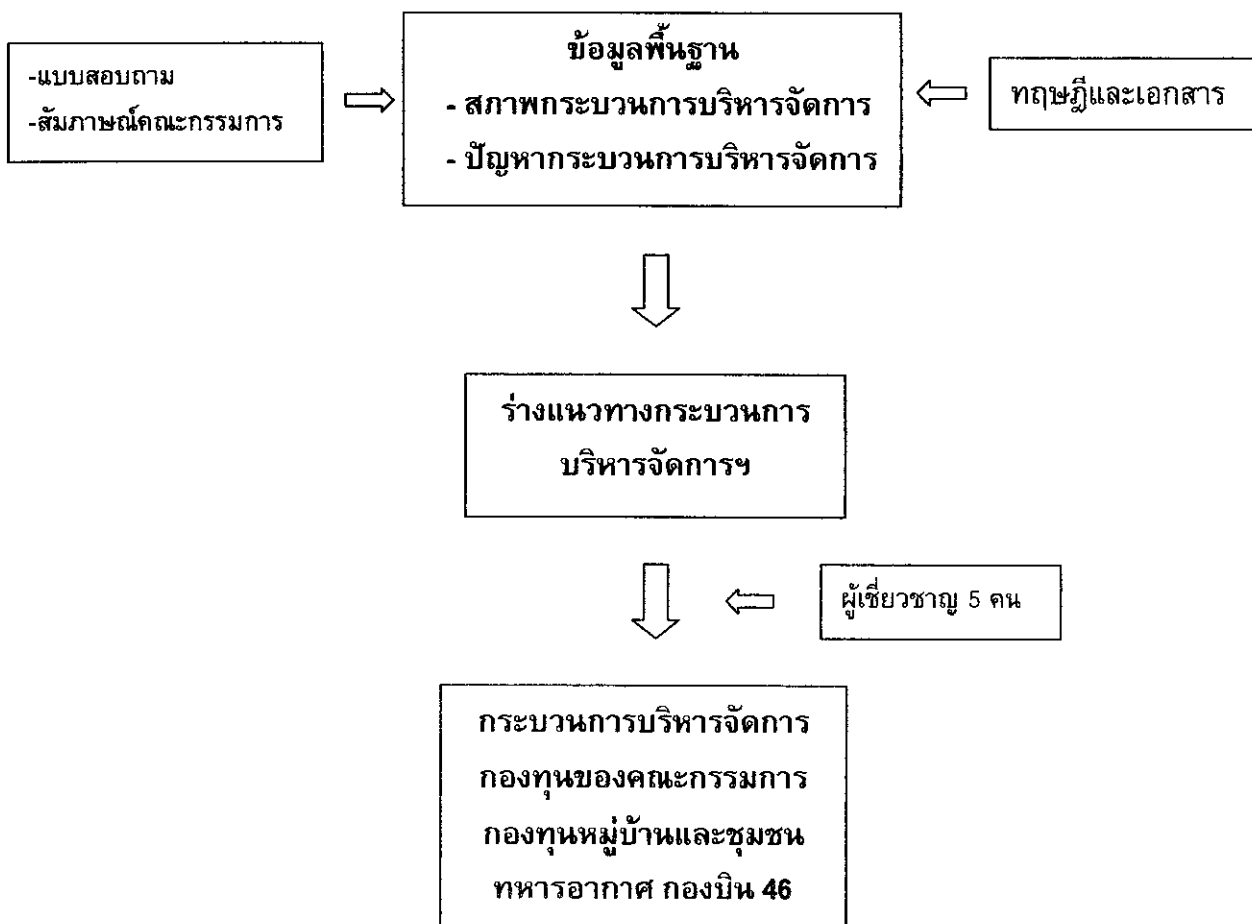 -แบบสอบถาม
-สัมภาษณ์คณะกรรมการ
ข้อมูลพื้นฐาน
- สภาพกระบวนการบริหารจัดการ
- ปัญหากระบวนการบริหารจัดการ
ทฤษฎีและเอกสาร
ร่างแนวทางกระบวนการ
บริหารจัดการฯ
ผู้เชี่ยวชาญ 5 คน
กระบวนการบริหารจัดการ
กองทุนของคณะกรรมการ
กองทุนหมู่บ้านและชุมชน
ทหารอากาศ กองบิน 46